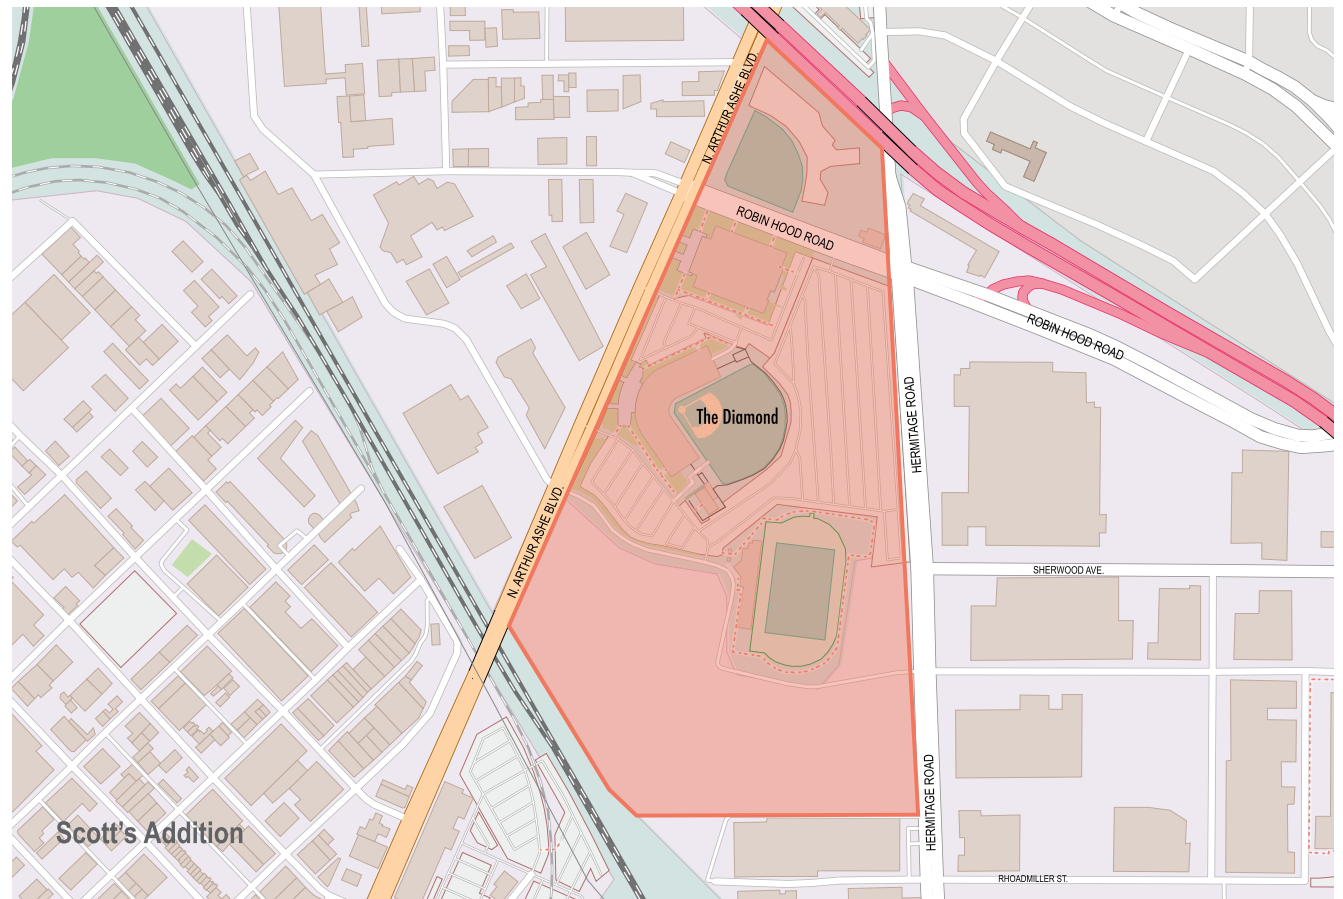 N. ARTHUR ASHE BLVD.
ROBIN HOOD ROAD
ROBIN HOOD ROAD
The Diamond
HERMITAGE ROAD
N. ARTHUR ASHE BLVD.
SHERWOOD AVE.
HERMITAGE ROAD
Scott's Addition
RHOADMILLER ST.